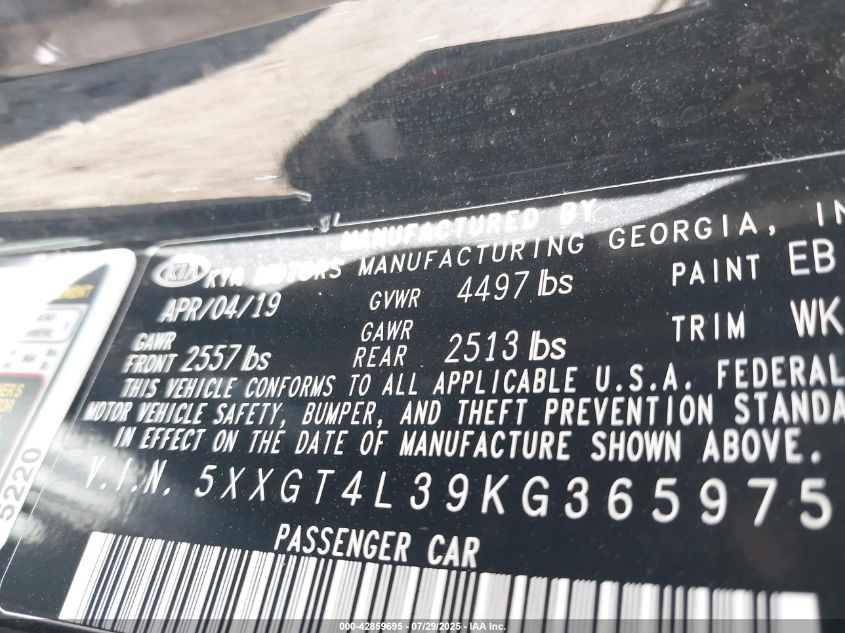 MANUFACTURED BY
KIA KIA MOTORS MANUFACTURING GEORGIA, IN
APR/04/19 GVWR 4497 lbs PAINT EB
GAWR FRONT 2557 lbs GAWR REAR 2513 lbs TRIM WK
THIS VEHICLE CONFORMS TO ALL APPLICABLE U.S.A. FEDERAL
MOTOR VEHICLE SAFETY, BUMPER, AND THEFT PREVENTION STANDA
IN EFFECT ON THE DATE OF MANUFACTURE SHOWN ABOVE.
V.I.N. 5XXGT4L39KG365975
PASSENGER CAR
5220
000-42859695 - 07/29/2025 - IAA Inc.